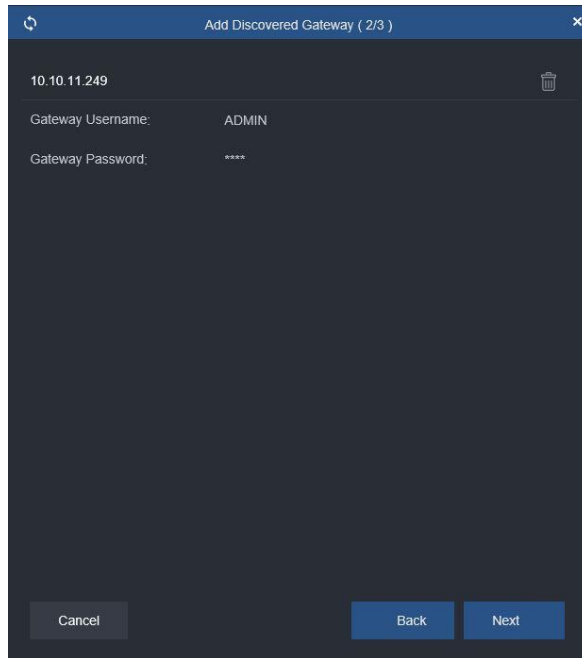 Add Discovered Gateway ( 2/3 )
10.10.11.249
Gateway Username: ADMIN
Gateway Password: ****
Cancel Back Next